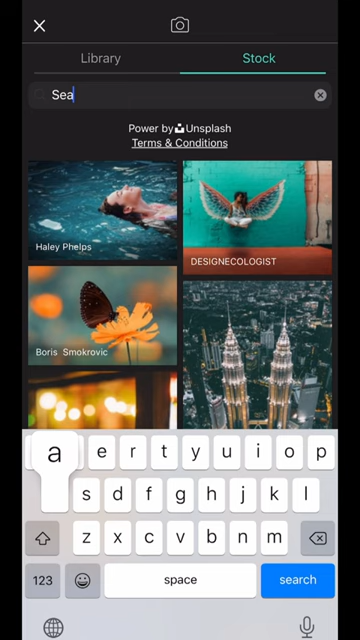 Library Stock
Sea
Power by Unsplash
Terms & Conditions
Haley Phelps
DESIGNECOLOGIST
Boris Smokrovic
a e r t y u i o p
s d f g h j k l
z x c v b n m
123 space search